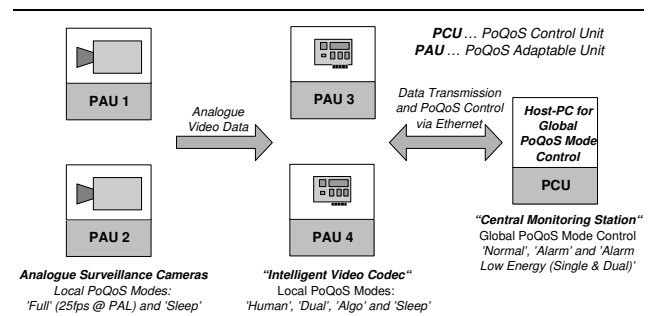 PCU … PoQoS Control Unit
PAU … PoQoS Adaptable Unit
PAU 1
PAU 3
Analogue
Video Data
Data Transmission
and PoQoS Control
via Ethernet
Host-PC for
Global
PoQoS Mode
Control
PCU
PAU 2
PAU 4
Analogue Surveillance Cameras
Local PoQoS Modes:
'Full' (25fps @ PAL) and 'Sleep'
"Intelligent Video Codec"
Local PoQoS Modes:
'Human', 'Dual', 'Algo' and 'Sleep'
"Central Monitoring Station"
Global PoQoS Mode Control
'Normal', 'Alarm' and 'Alarm
Low Energy (Single & Dual)'